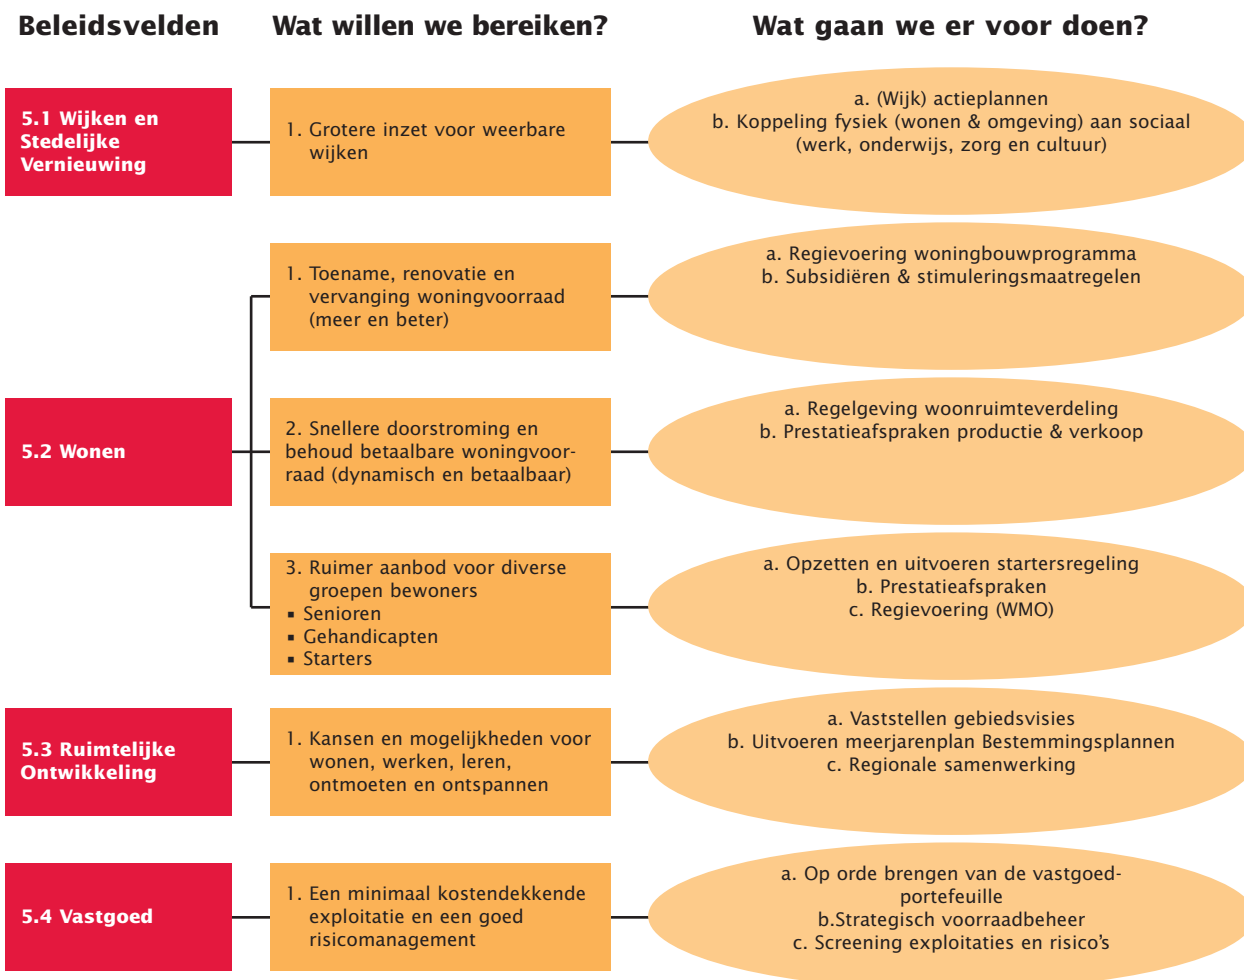 Beleidsvelden
Wat willen we bereiken?
Wat gaan we er voor doen?
5.1 Wijken en
Stedelijke
Vernieuwing
1. Grotere inzet voor weerbare
wijken
a. (Wijk) actieplannen
b. Koppeling fysiek (wonen & omgeving) aan sociaal
(werk, onderwijs, zorg en cultuur)
5.2 Wonen
1. Toename, renovatie en
vervanging woningvoorraad
(meer en beter)
a. Regievoering woningbouwprogramma
b. Subsidiëren & stimuleringsmaatregelen
2. Snellere doorstroming en
behoud betaalbare woningvoor-
raad (dynamisch en betaalbaar)
a. Regelgeving woonruimteverdeling
b. Prestatieafspraken productie & verkoop
3. Ruimer aanbod voor diverse
groepen bewoners
▪ Senioren
▪ Gehandicapten
▪ Starters
a. Opzetten en uitvoeren startersregeling
b. Prestatieafspraken
c. Regievoering (WMO)
5.3 Ruimtelijke
Ontwikkeling
1. Kansen en mogelijkheden voor
wonen, werken, leren,
ontmoeten en ontspannen
a. Vaststellen gebiedsvisies
b. Uitvoeren meerjarenplan Bestemmingsplannen
c. Regionale samenwerking
5.4 Vastgoed
1. Een minimaal kostendekkende
exploitatie en een goed
risicomanagement
a. Op orde brengen van de vastgoed-
portefeuille
b.Strategisch voorraadbeheer
c. Screening exploitaties en risico's